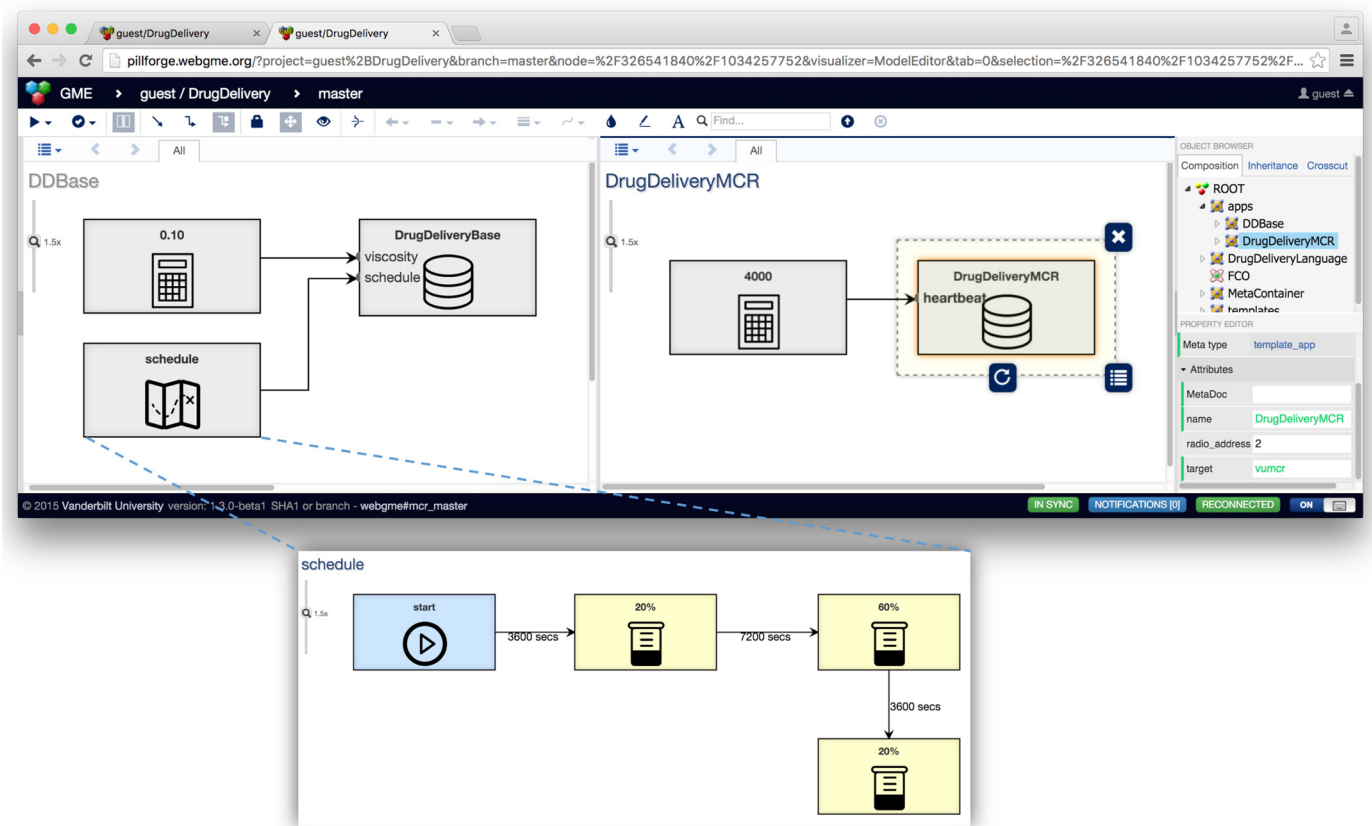 guest/DrugDelivery × guest/DrugDelivery ×
pillforge.webgme.org/?project=guest%2BDrugDelivery&branch=master&node=%2F326541840%2F1034257752&visualizer=ModelEditor&tab=0&selection=%2F326541840%2F1034257752%2F...
GME > guest / DrugDelivery > master guest
A Find...
All
DDBase
1.5x
0.10
DrugDeliveryBase
viscosity
schedule
schedule
x
All
DrugDeliveryMCR
1.5x
4000
DrugDeliveryMCR
heartbeat
OBJECT BROWSER
Composition Inheritance Crosscut
ROOT
apps
DDBase
DrugDeliveryMCR
DrugDeliveryLanguage
FCO
MetaContainer
templates
PROPERTY EDITOR
Meta type template_app
Attributes
MetaDoc
name DrugDeliveryMCR
radio_address 2
target vumcr
© 2015 Vanderbilt University version: 1.3.0-beta1 SHA1 or branch - webgme#mcr_master IN SYNC NOTIFICATIONS [0] RECONNECTED ON
schedule
1.5x
start 20% 60%
3600 secs 7200 secs
3600 secs
20%